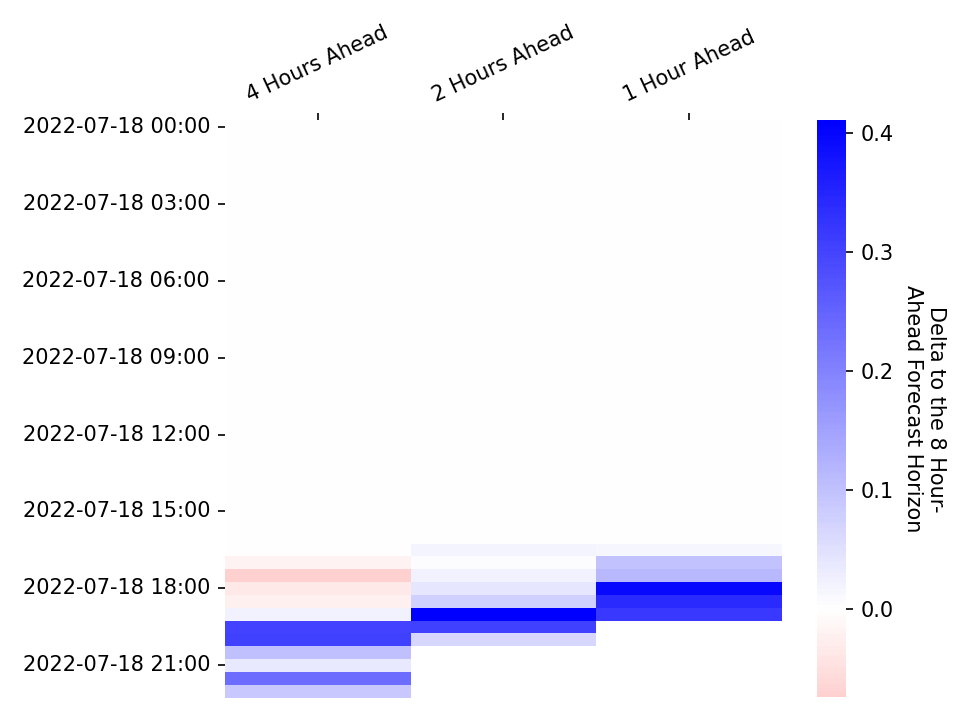 4 Hours Ahead
2 Hours Ahead
1 Hour Ahead
2022-07-18 00:00
2022-07-18 03:00
2022-07-18 06:00
2022-07-18 09:00
2022-07-18 12:00
2022-07-18 15:00
2022-07-18 18:00
2022-07-18 21:00
0.4
0.3
0.2
0.1
0.0
Delta to the 8 Hour-
Ahead Forecast Horizon